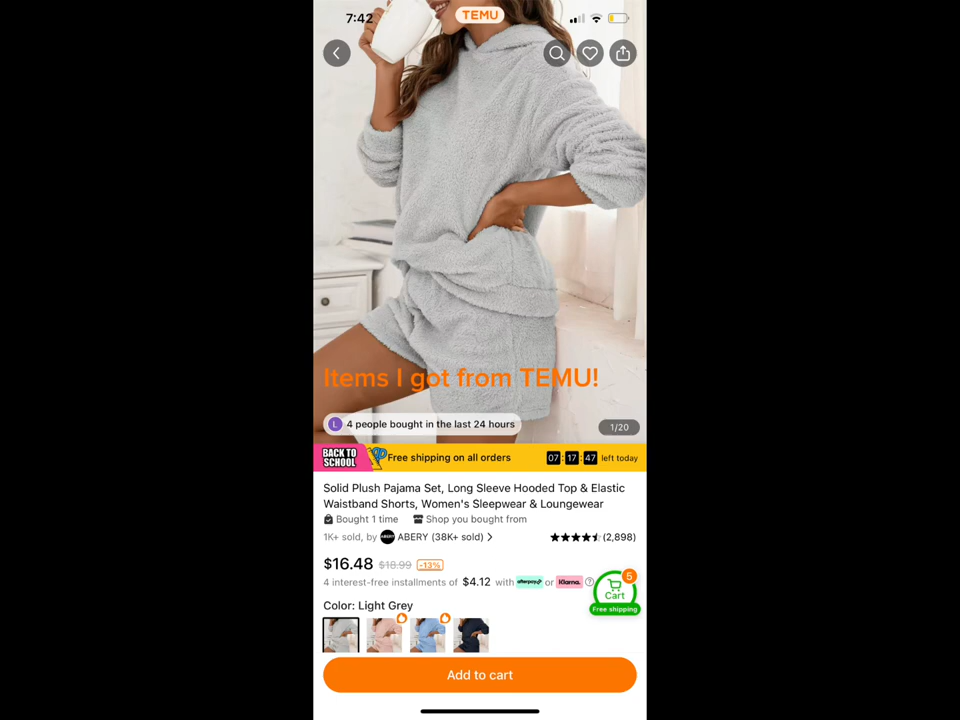 7:42
TEMU
Items I got from TEMU!
L 4 people bought in the last 24 hours
1/20
BACK TO
SCHOOL
Free shipping on all orders
07:17:47 left today
Solid Plush Pajama Set, Long Sleeve Hooded Top & Elastic
Waistband Shorts, Women's Sleepwear & Loungewear
Bought 1 time Shop you bought from
1K+ sold, by ABERY ABERY (38K+ sold) >
(2,898)
$16.48 $18.99 -13%
4 interest-free installments of $4.12 with afterpay or Klarna. ?
5
Cart
Free shipping
Color: Light Grey
Add to cart